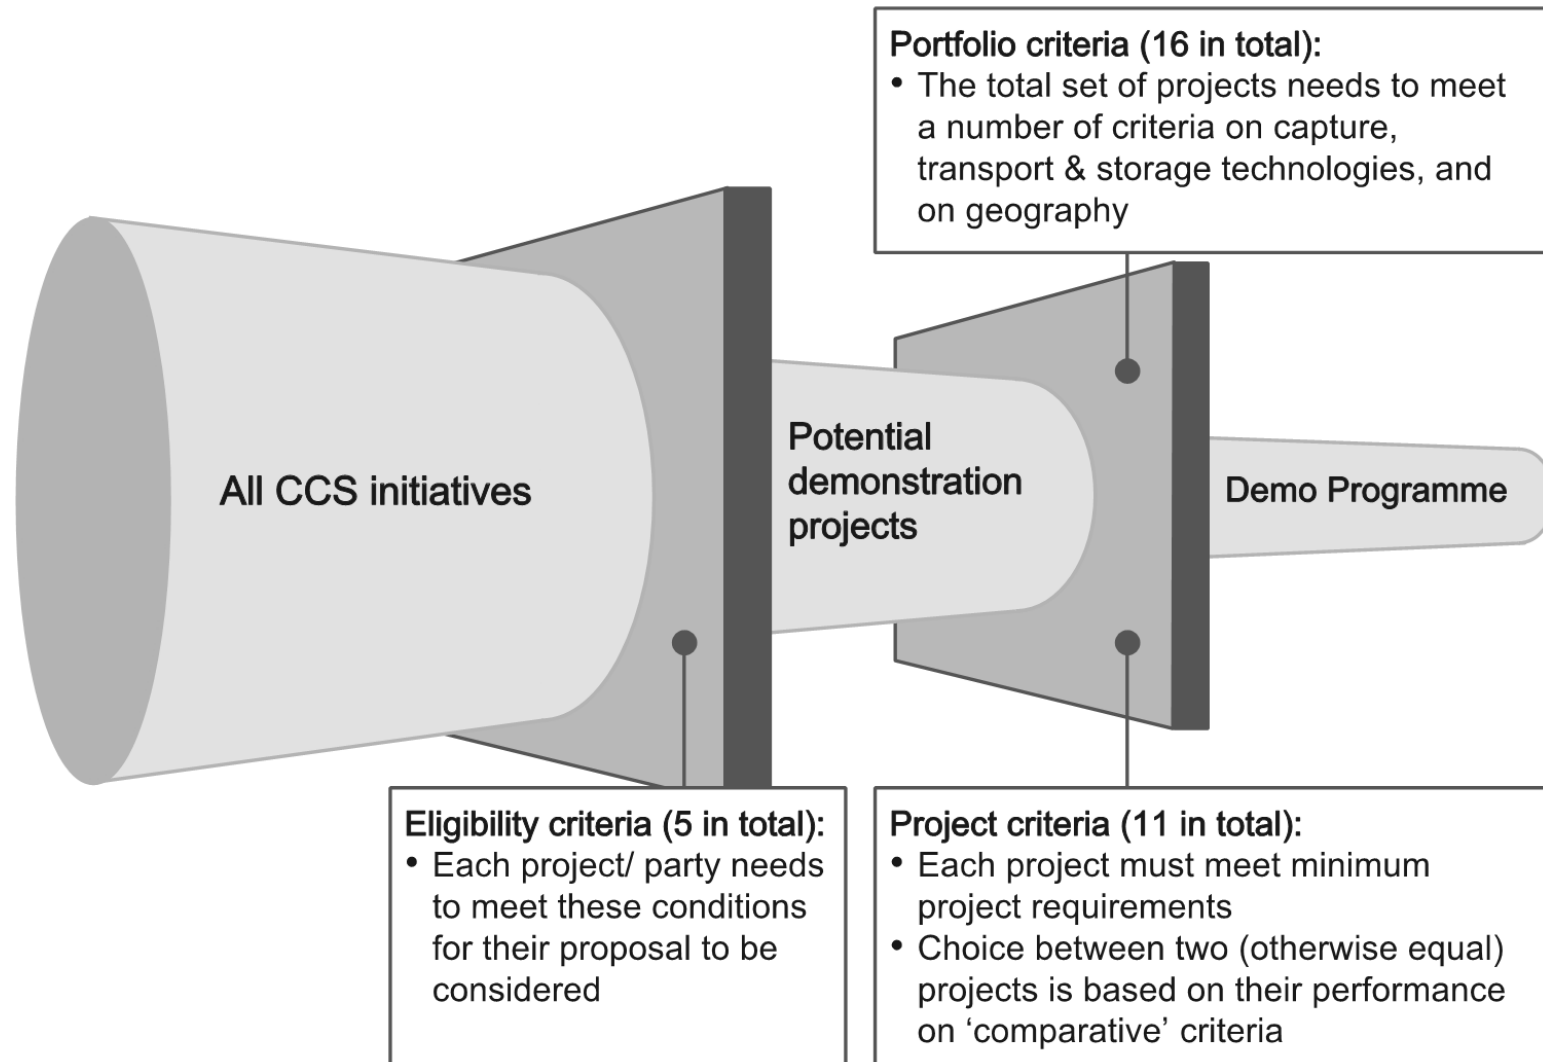 Portfolio criteria (16 in total):
• The total set of projects needs to meet
a number of criteria on capture,
transport & storage technologies, and
on geography
All CCS initiatives
Potential
demonstration
projects
Demo Programme
Eligibility criteria (5 in total):
• Each project/ party needs
to meet these conditions
for their proposal to be
considered
Project criteria (11 in total):
• Each project must meet minimum
project requirements
• Choice between two (otherwise equal)
projects is based on their performance
on ‘comparative’ criteria